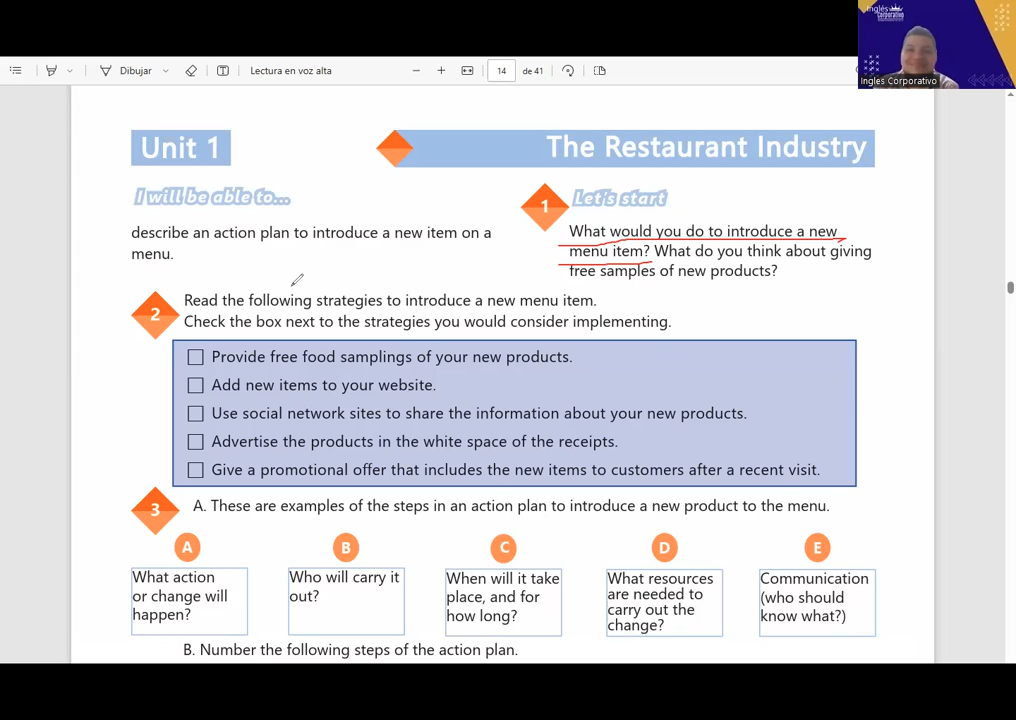 Inglés
Corporativo
Ingles Corporativo
Dibujar
Lectura en voz alta
14
de 41
Unit 1
The Restaurant Industry
I will be able to...
describe an action plan to introduce a new item on a
menu.
1
Let's start
What would you do to introduce a new
menu item? What do you think about giving
free samples of new products?
2
Read the following strategies to introduce a new menu item.
Check the box next to the strategies you would consider implementing.
Provide free food samplings of your new products.
Add new items to your website.
Use social network sites to share the information about your new products.
Advertise the products in the white space of the receipts.
Give a promotional offer that includes the new items to customers after a recent visit.
3
A. These are examples of the steps in an action plan to introduce a new product to the menu.
A
What action
or change will
happen?
B
Who will carry it
out?
C
When will it take
place, and for
how long?
D
What resources
are needed to
carry out the
change?
E
Communication
(who should
know what?)
B. Number the following steps of the action plan.